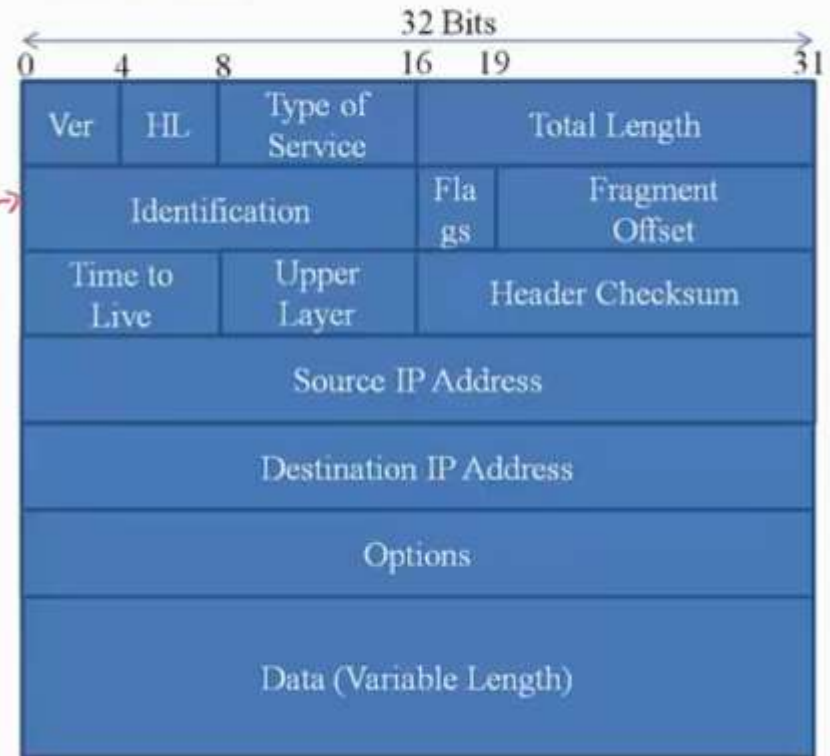 32 Bits
0 4 8 16 19 31
Ver HL Type of Service Total Length
Identification Fla gs Fragment Offset
Time to Live Upper Layer Header Checksum
Source IP Address
Destination IP Address
Options
Data (Variable Length)